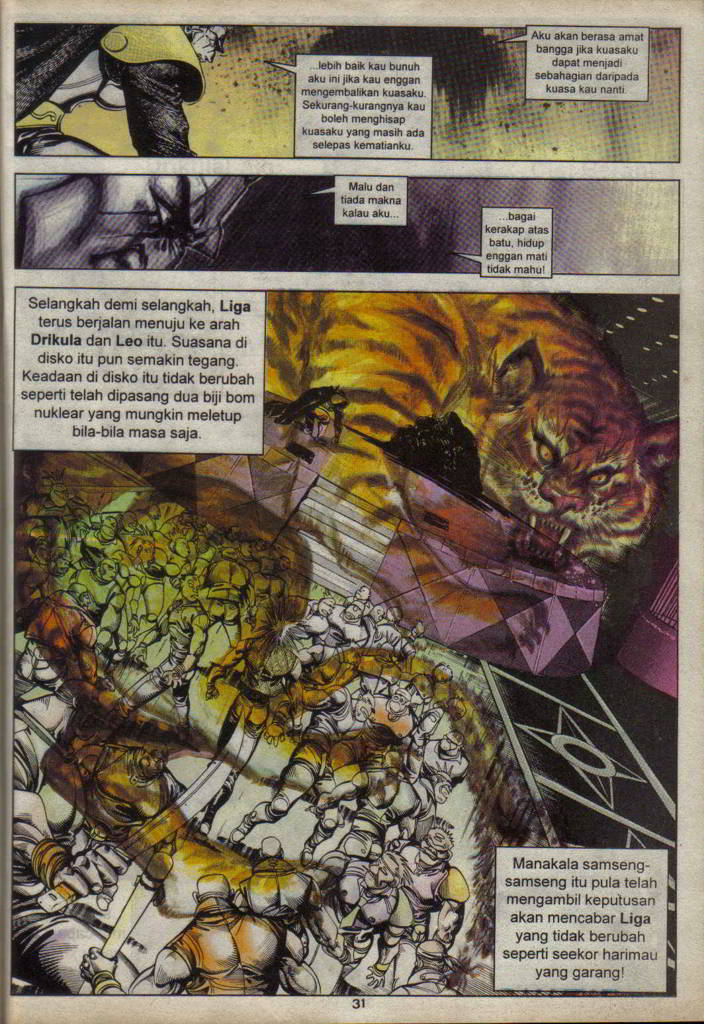 ...lebih baik kau bunuh
aku ini jika kau enggan
mengembalikan kuasaku.
Sekurang-kurangnya kau
boleh menghisap
kuasaku yang masih ada
selepas kematianku.
Aku akan berasa amat
bangga jika kuasaku
dapat menjadi
sebahagian daripada
kuasa kau nanti.
Malu dan
tiada makna
kalau aku...
...bagai
kerakap atas
batu, hidup
enggan mati
tidak mahu!
Selangkah demi selangkah, Liga
terus berjalan menuju ke arah
Drikula dan Leo itu. Suasana di
disko itu pun semakin tegang.
Keadaan di disko itu tidak berubah
seperti telah dipasang dua biji bom
nuklear yang mungkin meletup
bila-bila masa saja.
Manakala samseng-
samseng itu pula telah
mengambil keputusan
akan mencabar Liga
yang tidak berubah
seperti seekor harimau
yang garang!
31